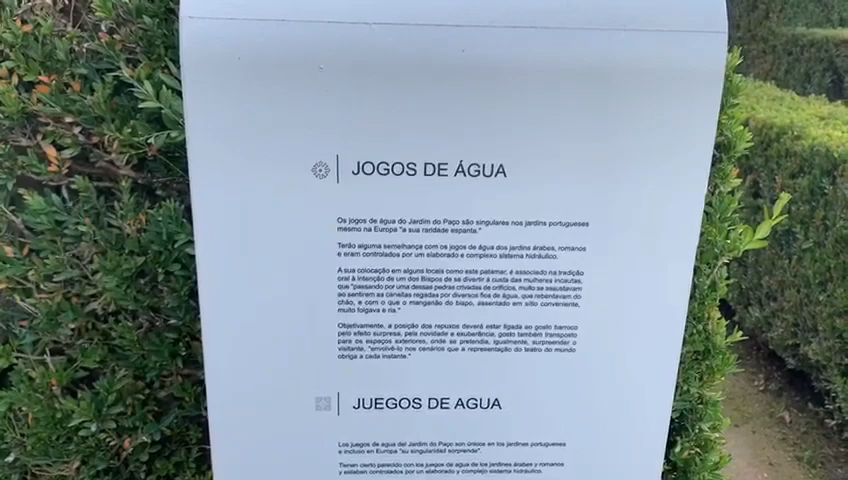 JOGOS DE ÁGUA
Os jogos de água do Jardim do Paço são singulares nos jardins portugueses
mesmo na Europa "a sua raridade espanta."
Terão alguma semelhança com os jogos de água dos jardins árabes, romanos
e eram controlados por um elaborado e complexo sistema hidráulico.
A sua colocação em alguns locais como este patamar, é associado na tradição
oral à intenção de um dos Bispos de se divertir à custa das mulheres incautas,
que "passando por uma dessas pedras crivadas de orifícios, muito se assustavam
ao sentirem as canelas regadas por diversos fios de água, que rebentavam do
chão, e com o que o manganão do bispo, assentado em sítio conveniente,
muito folgava e ria."
Objetivamente, a posição dos repuxos deverá estar ligada ao gosto barroco
pelo efeito surpresa, pela novidade e exuberância, gosto também transposto
para os espaços exteriores, onde se pretendia, igualmente, surpreender o
visitante, "envolvê-lo nos cenários que a representação do teatro do mundo
obriga a cada instante."
JUEGOS DE AGUA
Los juegos de agua del Jardim do Paço son únicos en los jardines portugueses
e incluso en Europa "su singularidad sorprende".
Tienen cierto parecido con los juegos de agua de los jardines árabes y romanos
y estaban controlados por un elaborado y complejo sistema hidráulico.